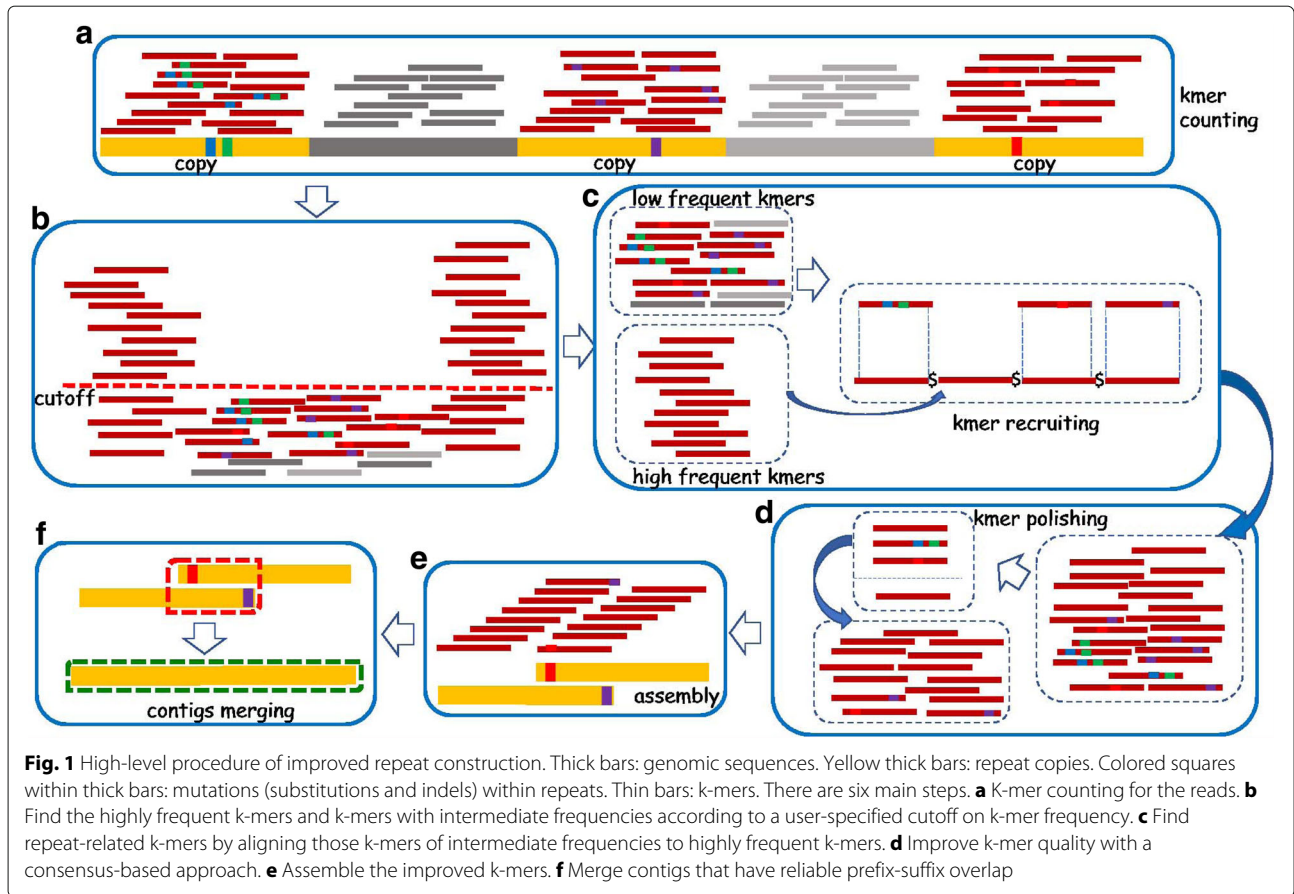 a
kmer
counting
copy
copy
copy
b
cutoff
c
low frequent kmers
high frequent kmers
$
$
$
kmer recruiting
d
kmer polishing
e
assembly
f
contigs merging
Fig. 1 High-level procedure of improved repeat construction. Thick bars: genomic sequences. Yellow thick bars: repeat copies. Colored squares
within thick bars: mutations (substitutions and indels) within repeats. Thin bars: k-mers. There are six main steps. a K-mer counting for the reads. b
Find the highly frequent k-mers and k-mers with intermediate frequencies according to a user-specified cutoff on k-mer frequency. c Find
repeat-related k-mers by aligning those k-mers of intermediate frequencies to highly frequent k-mers. d Improve k-mer quality with a
consensus-based approach. e Assemble the improved k-mers. f Merge contigs that have reliable prefix-suffix overlap